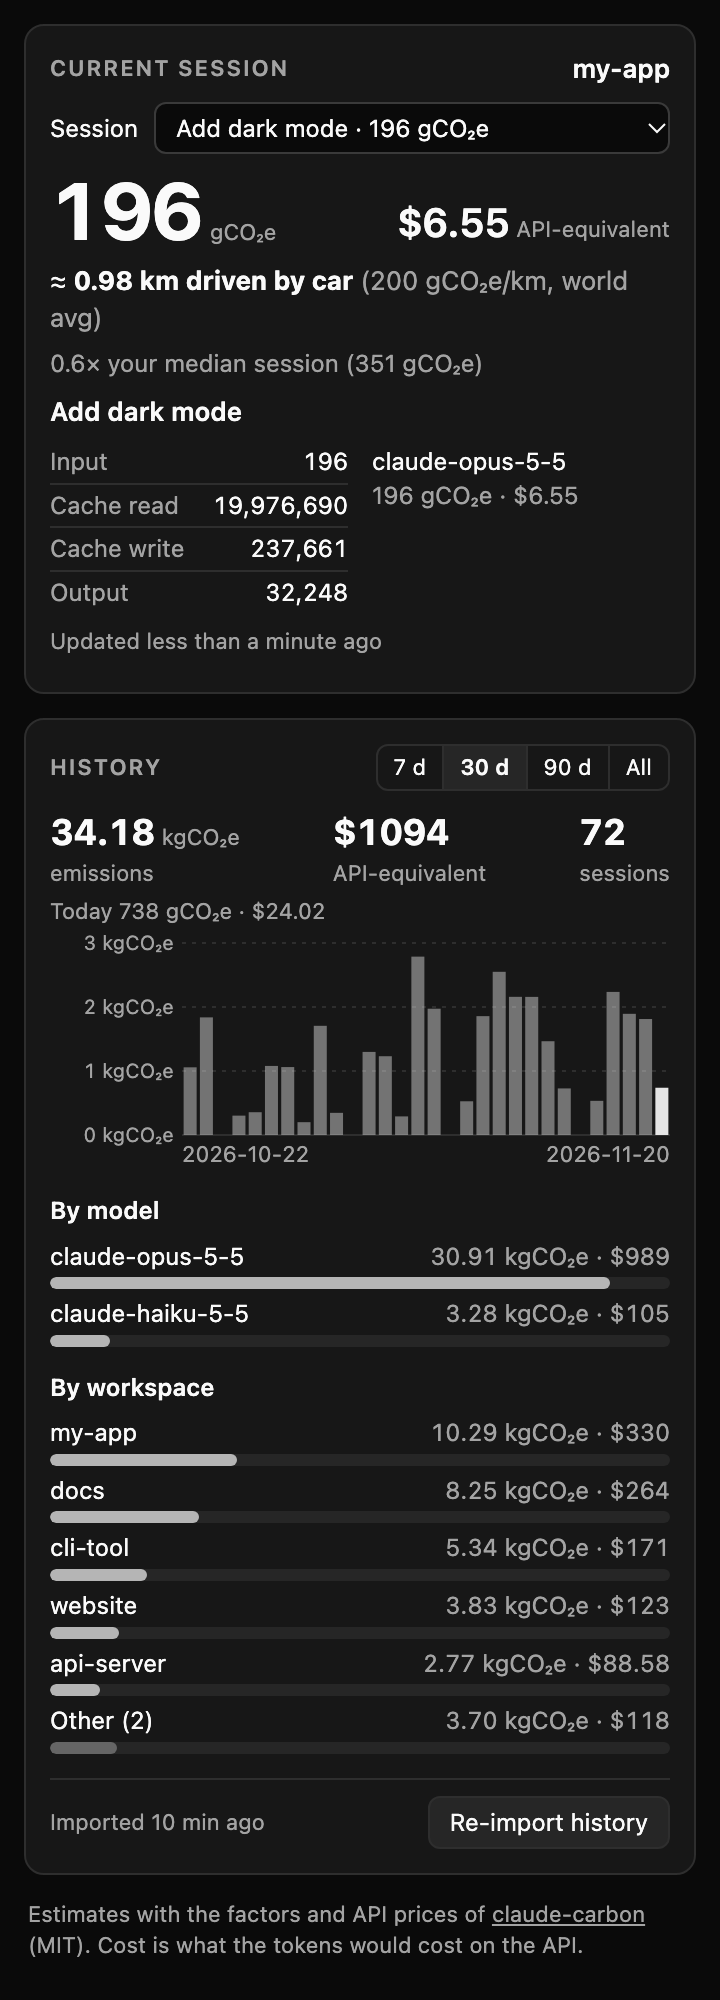 CURRENT SESSION
my-app
Session
Add dark mode · 196 gCO₂e
196 gCO₂e
$6.55 API-equivalent
≈ 0.98 km driven by car (200 gCO₂e/km, world
avg)
0.6× your median session (351 gCO₂e)
Add dark mode
Input 196
Cache read 19,976,690
Cache write 237,661
Output 32,248
claude-opus-5-5
196 gCO₂e · $6.55
Updated less than a minute ago
HISTORY
7 d 30 d 90 d All
34.18 kgCO₂e
emissions
$1094
API-equivalent
72
sessions
Today 738 gCO₂e · $24.02
3 kgCO₂e
2 kgCO₂e
1 kgCO₂e
0 kgCO₂e
2026-10-22 2026-11-20
By model
claude-opus-5-5 30.91 kgCO₂e · $989
claude-haiku-5-5 3.28 kgCO₂e · $105
By workspace
my-app 10.29 kgCO₂e · $330
docs 8.25 kgCO₂e · $264
cli-tool 5.34 kgCO₂e · $171
website 3.83 kgCO₂e · $123
api-server 2.77 kgCO₂e · $88.58
Other (2) 3.70 kgCO₂e · $118
Imported 10 min ago
Re-import history
Estimates with the factors and API prices of claude-carbon
(MIT). Cost is what the tokens would cost on the API.